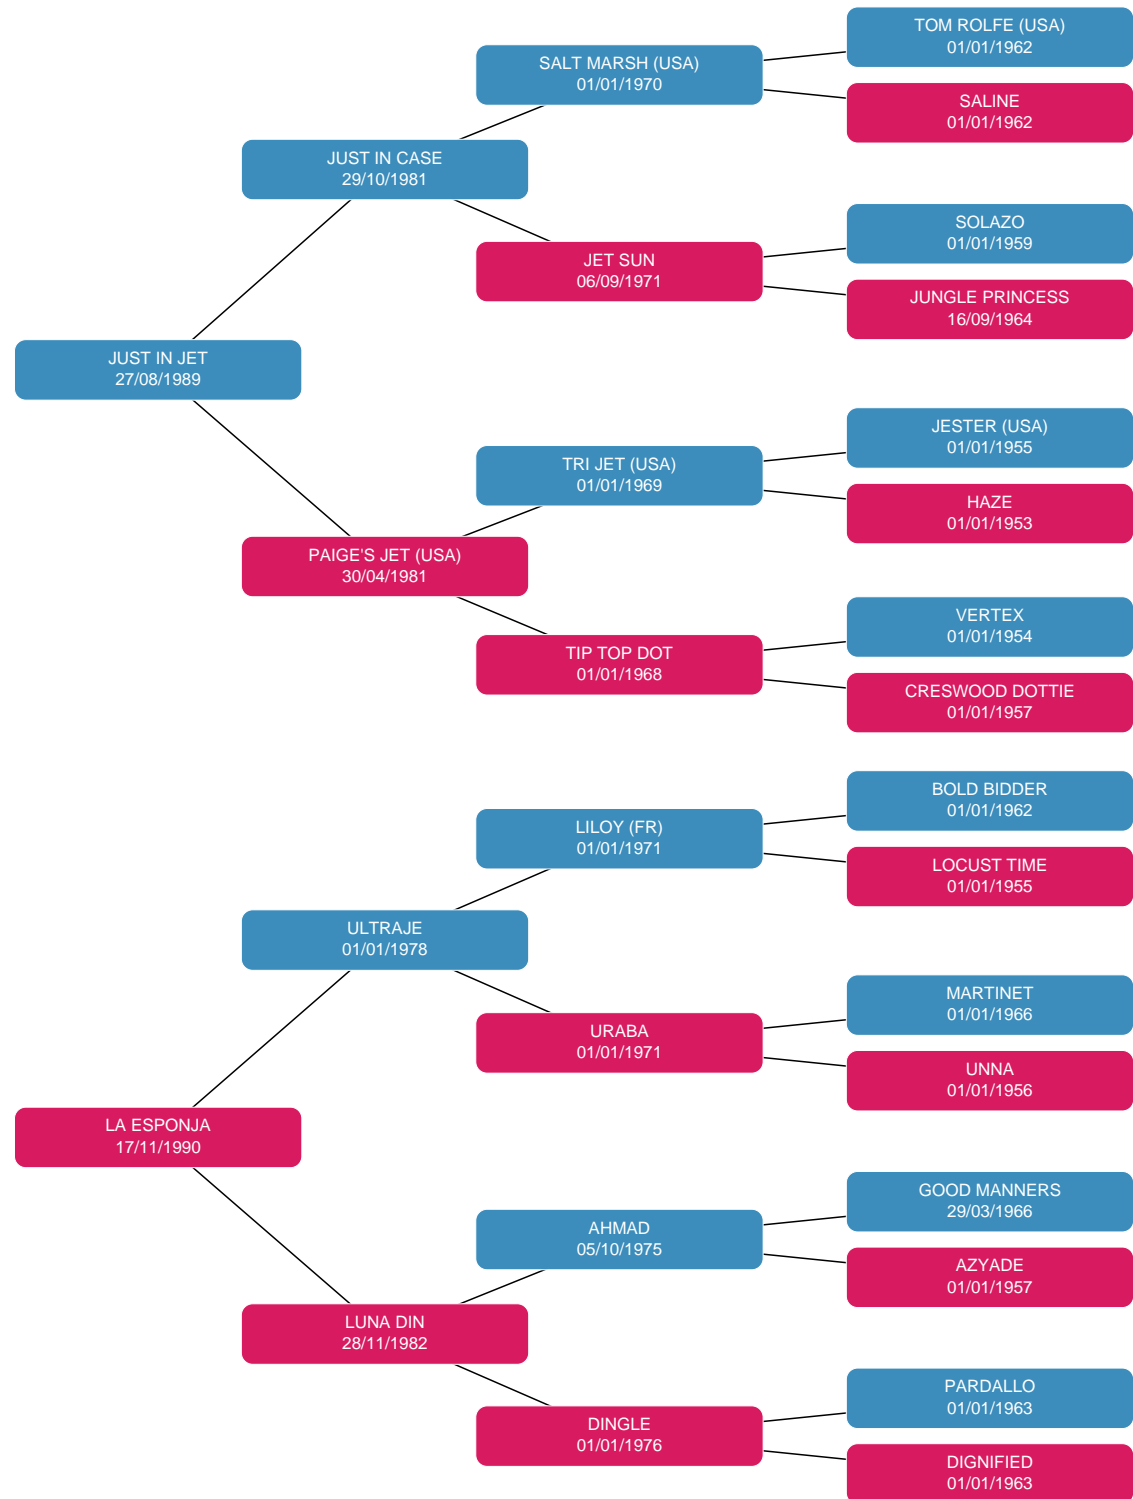 TOM ROLFE (USA)
01/01/1962
SALT MARSH (USA)
01/01/1970
SALINE
01/01/1962
JUST IN CASE
29/10/1981
SOLAZO
01/01/1959
JET SUN
06/09/1971
JUNGLE PRINCESS
16/09/1964
JUST IN JET
27/08/1989
JESTER (USA)
01/01/1955
TRI JET (USA)
01/01/1969
HAZE
01/01/1953
PAIGE'S JET (USA)
30/04/1981
VERTEX
01/01/1954
TIP TOP DOT
01/01/1968
CRESWOOD DOTTIE
01/01/1957
BOLD BIDDER
01/01/1962
LILOY (FR)
01/01/1971
LOCUST TIME
01/01/1955
ULTRAJE
01/01/1978
MARTINET
01/01/1966
URABA
01/01/1971
UNNA
01/01/1956
LA ESPONJA
17/11/1990
GOOD MANNERS
29/03/1966
AHMAD
05/10/1975
AZYADE
01/01/1957
LUNA DIN
28/11/1982
PARDALLO
01/01/1963
DINGLE
01/01/1976
DIGNIFIED
01/01/1963